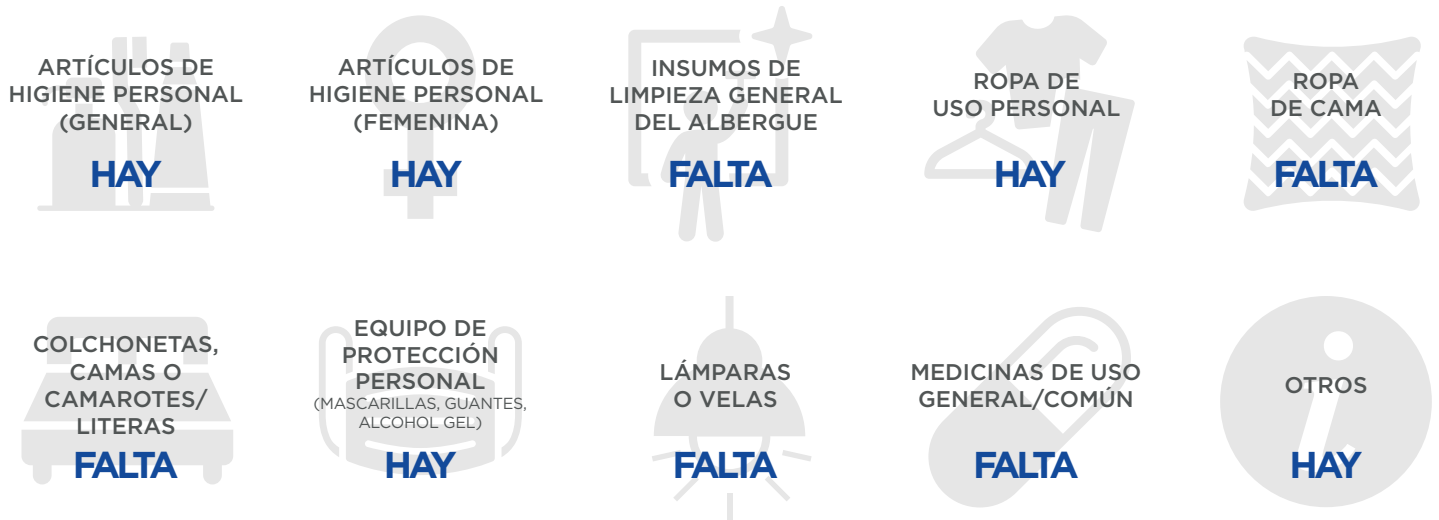 ARTÍCULOS DE
HIGIENE PERSONAL
(GENERAL)
HAY
ARTÍCULOS DE
HIGIENE PERSONAL
(FEMENINA)
HAY
INSUMOS DE
LIMPIEZA GENERAL
DEL ALBERGUE
FALTA
ROPA DE
USO PERSONAL
HAY
ROPA
DE CAMA
FALTA
COLCHONETAS,
CAMAS O
CAMAROTES/
LITERAS
FALTA
EQUIPO DE
PROTECCIÓN
PERSONAL
(MASCARILLAS, GUANTES,
ALCOHOL GEL)
HAY
LÁMPARAS
O VELAS
FALTA
MEDICINAS DE USO
GENERAL/COMÚN
FALTA
OTROS
HAY